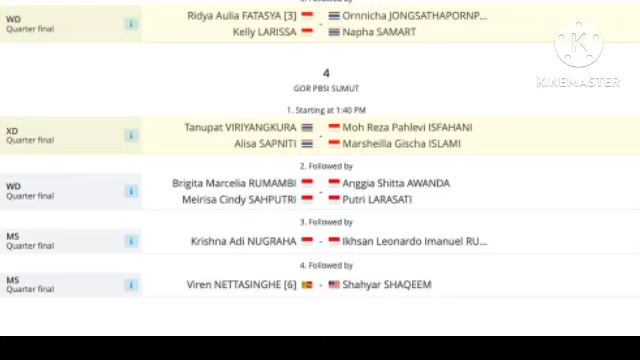 WD
Quarter final
Ridya Aulia FATASYA [3] - Ornnicha JONGSATHAPORNP...
Kelly LARISSA Napha SAMART
K
KINEMASTER
4
GOR PBSI SUMUT
1. Starting at 1:40 PM
XD
Quarter final
Tanupat VIRIYANGKURA - Moh Reza Pahlevi ISFAHANI
Alisa SAPNITI Marsheilla Gischa ISLAMI
2. Followed by
WD
Quarter final
Brigita Marcelia RUMAMBI - Anggia Shitta AWANDA
Meirisa Cindy SAHPUTRI Putri LARASATI
3. Followed by
MS
Quarter final
Krishna Adi NUGRAHA - Ikhsan Leonardo Imanuel RU...
4. Followed by
MS
Quarter final
Viren NETTASINGHE [6] - Shahyar SHAQEEM